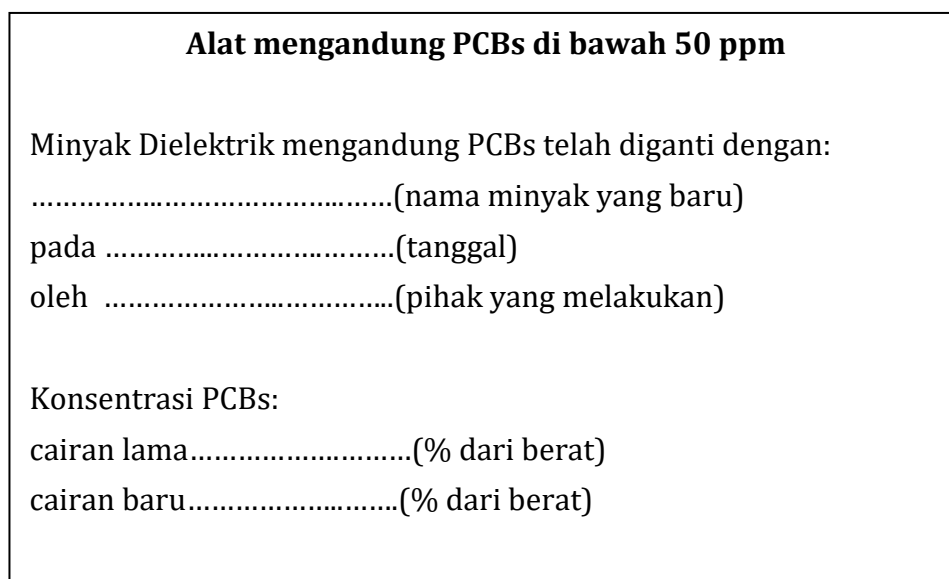 Alat mengandung PCBs di bawah 50 ppm
Minyak Dielektrik mengandung PCBs telah diganti dengan:
……………..…………………..……(nama minyak yang baru)
pada …………...…………….………(tanggal)
oleh …………………..…………..(pihak yang melakukan)
Konsentrasi PCBs:
cairan lama…………….…………(% dari berat)
cairan baru………………..…….(% dari berat)